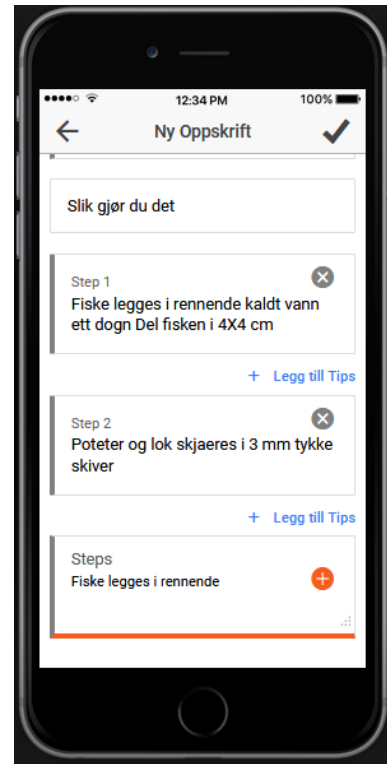 12:34 PM
100%
Ny Oppskrift
Slik gjør du det
Step 1
Fiske legges i rennende kaldt vann
ett dogn Del fisken i 4X4 cm
+ Legg till Tips
Step 2
Poteter og lok skjaeres i 3 mm tykke
skiver
+ Legg till Tips
Steps
Fiske legges i rennende